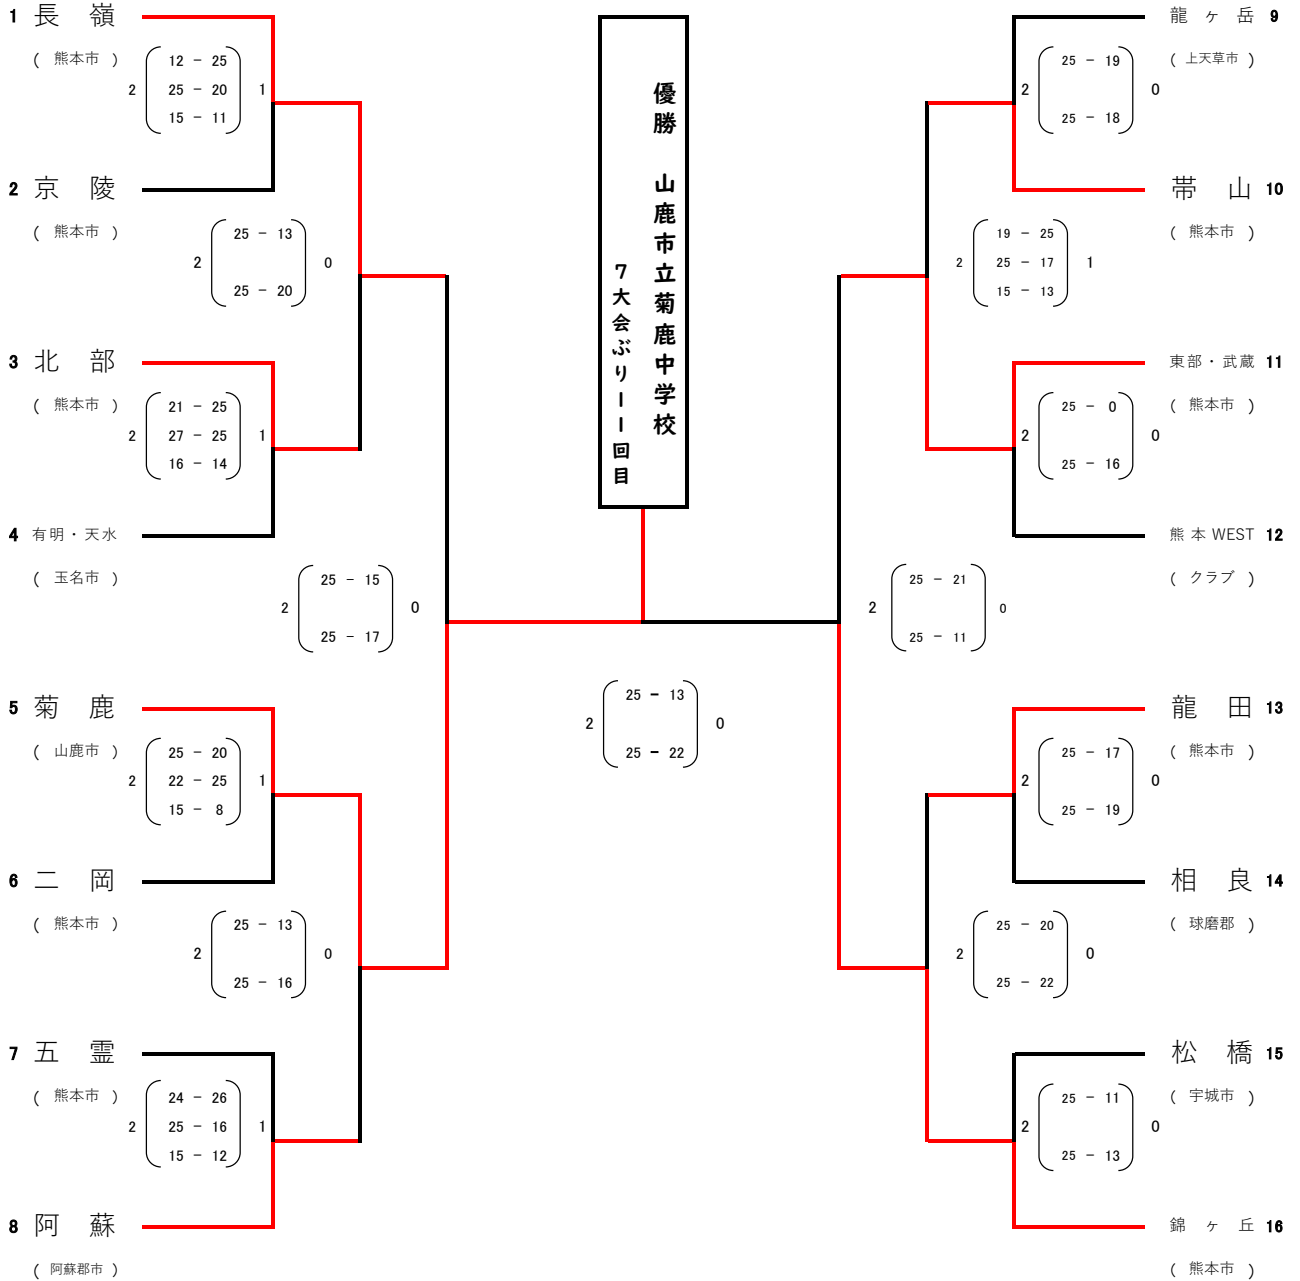 1 長嶺
( 熊本市 )
2 12 - 25 1
25 - 20
15 - 11
2 京陵
( 熊本市 )
2 25 - 13 0
25 - 20
3 北部
( 熊本市 )
2 21 - 25 1
27 - 25
16 - 14
4 有明・天水
( 玉名市 )
2 25 - 15 0
25 - 17
5 菊鹿
( 山鹿市 )
2 25 - 20 1
22 - 25
15 - 8
6 二岡
( 熊本市 )
2 25 - 13 0
25 - 16
7 五霊
( 熊本市 )
2 24 - 26 1
25 - 16
15 - 12
8 阿蘇
( 阿蘇郡市 )
優勝 山鹿市立菊鹿中学校
7大会ぶり11回目
2 25 - 13 0
25 - 22
龍ヶ岳 9
( 上天草市 )
2 25 - 19 0
25 - 18
帯山 10
( 熊本市 )
2 19 - 25 1
25 - 17
15 - 13
東部・武蔵 11
( 熊本市 )
2 25 - 0 0
25 - 16
熊本WEST 12
( クラブ )
2 25 - 21 0
25 - 11
龍田 13
( 熊本市 )
2 25 - 17 0
25 - 19
相良 14
( 球磨郡 )
2 25 - 20 0
25 - 22
松橋 15
( 宇城市 )
2 25 - 11 0
25 - 13
錦ヶ丘 16
( 熊本市 )